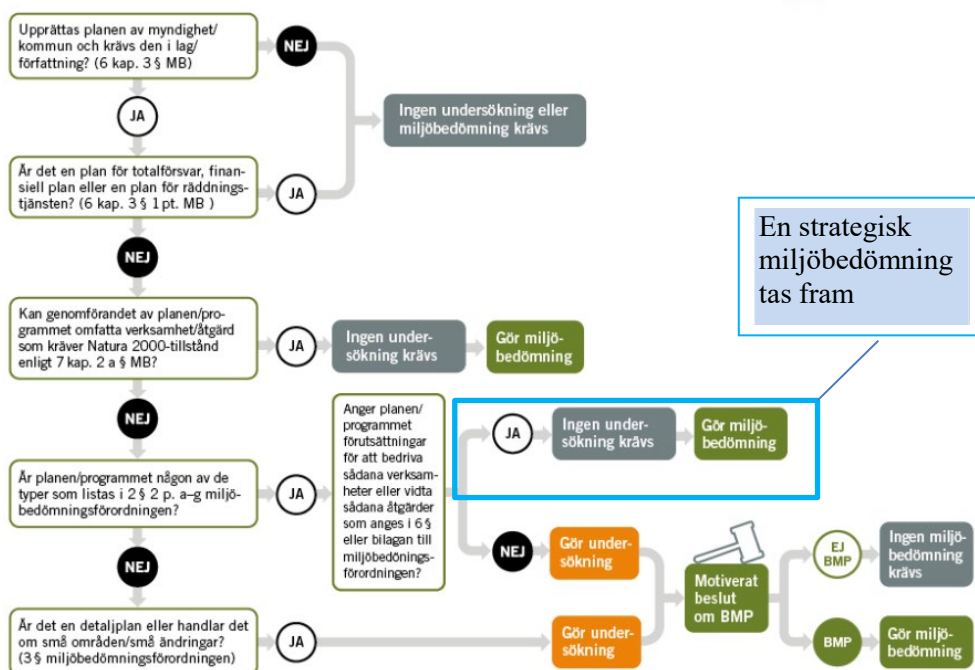 Upprättas planen av myndighet/
kommun och krävs den i lag/
författning? (6 kap. 3 § MB)
NEJ
JA
Ingen undersökning eller
miljöbedömning krävs
Är det en plan för totalförsvar, finan-
siell plan eller en plan för räddnings-
tjänsten? (6 kap. 3 § 1 pt. MB )
JA
NEJ
En strategisk
miljöbedömning
tas fram
Kan genomförandet av planen/pro-
grammet omfatta verksamhet/åtgärd
som kräver Natura 2000-tillstånd
enligt 7 kap. 2 a § MB?
JA
Ingen under-
sökning krävs
Gör miljö-
bedömning
NEJ
Är planen/programmet någon av de
typer som listas i 2 § 2 p. a–g miljö-
bedömningsförordningen?
JA
Anger planen/
programmet
förutsättningar
för att bedriva
sådana verksam-
heter eller vidta
sådana åtgärder
som anges i 6 §
eller bilagan till
miljöbedönings-
förordningen?
JA
Ingen under-
sökning krävs
Gör miljö-
bedömning
NEJ
Gör under-
sökning
Motiverat
beslut
om BMP
EJ
BMP
Ingen miljö-
bedömning
krävs
BMP
Gör miljö-
bedömning
NEJ
Är det en detaljplan eller handlar det
om små områden/små ändringar?
(3 § miljöbedömningsförordningen)
JA
Gör under-
sökning